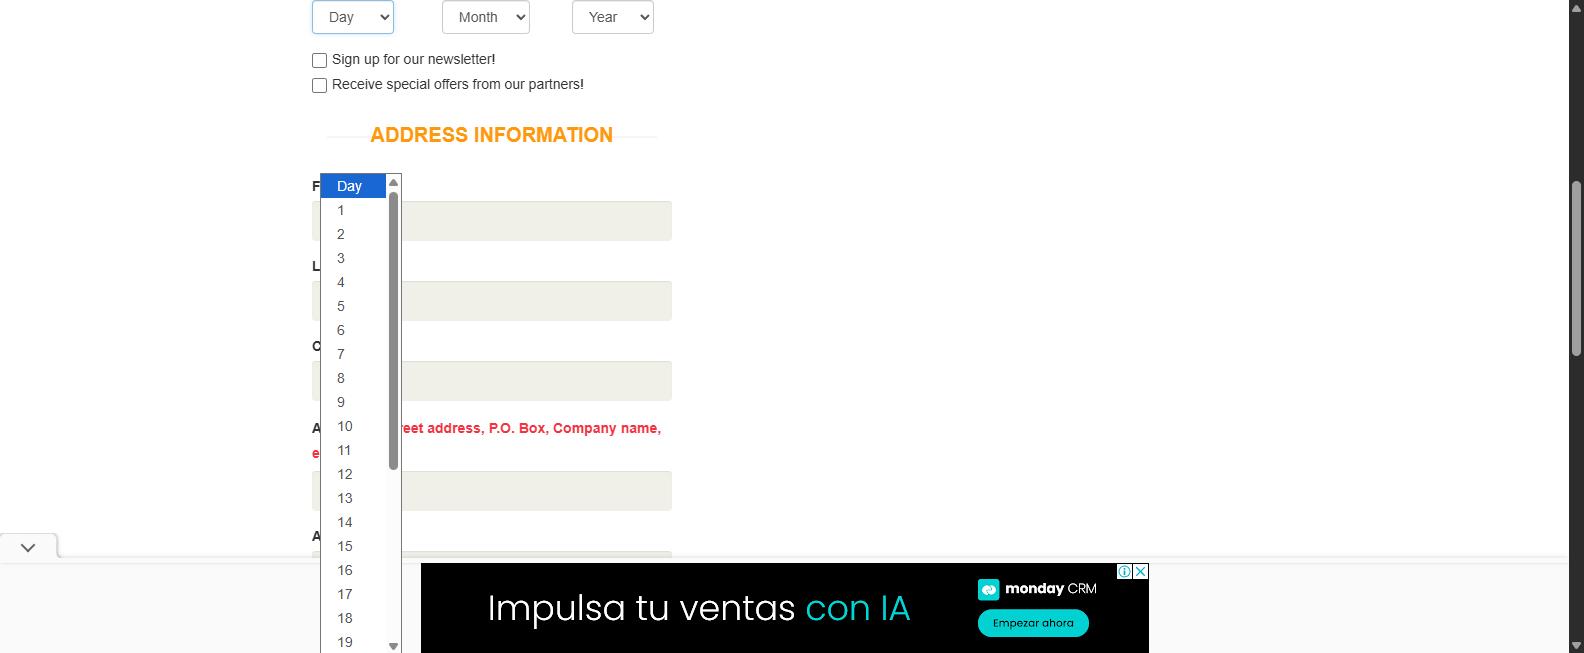 Day Month Year
Sign up for our newsletter!
Receive special offers from our partners!
ADDRESS INFORMATION
F
Day
1
2
L
3
4
5
6
C
7
8
9
A
10
reet address, P.O. Box, Company name,
e
11
12
13
14
A
15
16
17
18
19
Impulsa tu ventas con IA
monday CRM
Empezar ahora